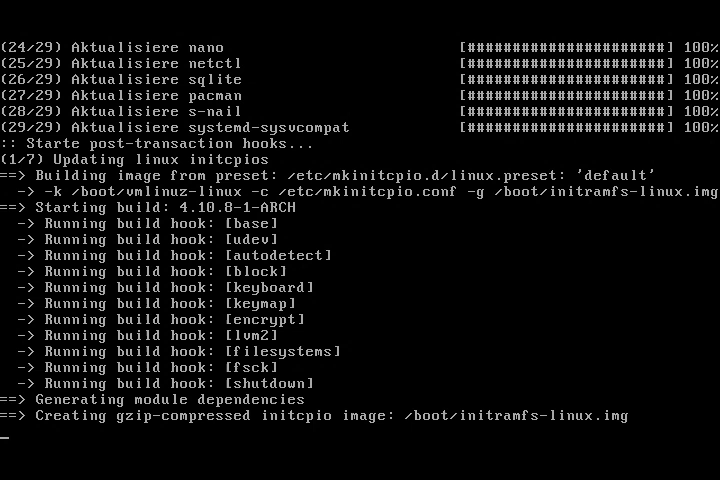 (24/29) Aktualisiere nano [######################] 100%
(25/29) Aktualisiere netctl [######################] 100%
(26/29) Aktualisiere sqlite [######################] 100%
(27/29) Aktualisiere pacman [######################] 100%
(28/29) Aktualisiere s-nail [######################] 100%
(29/29) Aktualisiere systemd-sysvcompat [######################] 100%
:: Starte post-transaction hooks...
(1/7) Updating linux initcpios
==> Building image from preset: /etc/mkinitcpio.d/linux.preset: 'default'
  -> -k /boot/vmlinuz-linux -c /etc/mkinitcpio.conf -g /boot/initramfs-linux.img
==> Starting build: 4.10.8-1-ARCH
  -> Running build hook: [base]
  -> Running build hook: [udev]
  -> Running build hook: [autodetect]
  -> Running build hook: [block]
  -> Running build hook: [keyboard]
  -> Running build hook: [keymap]
  -> Running build hook: [encrypt]
  -> Running build hook: [lvm2]
  -> Running build hook: [filesystems]
  -> Running build hook: [fsck]
  -> Running build hook: [shutdown]
==> Generating module dependencies
==> Creating gzip-compressed initcpio image: /boot/initramfs-linux.img